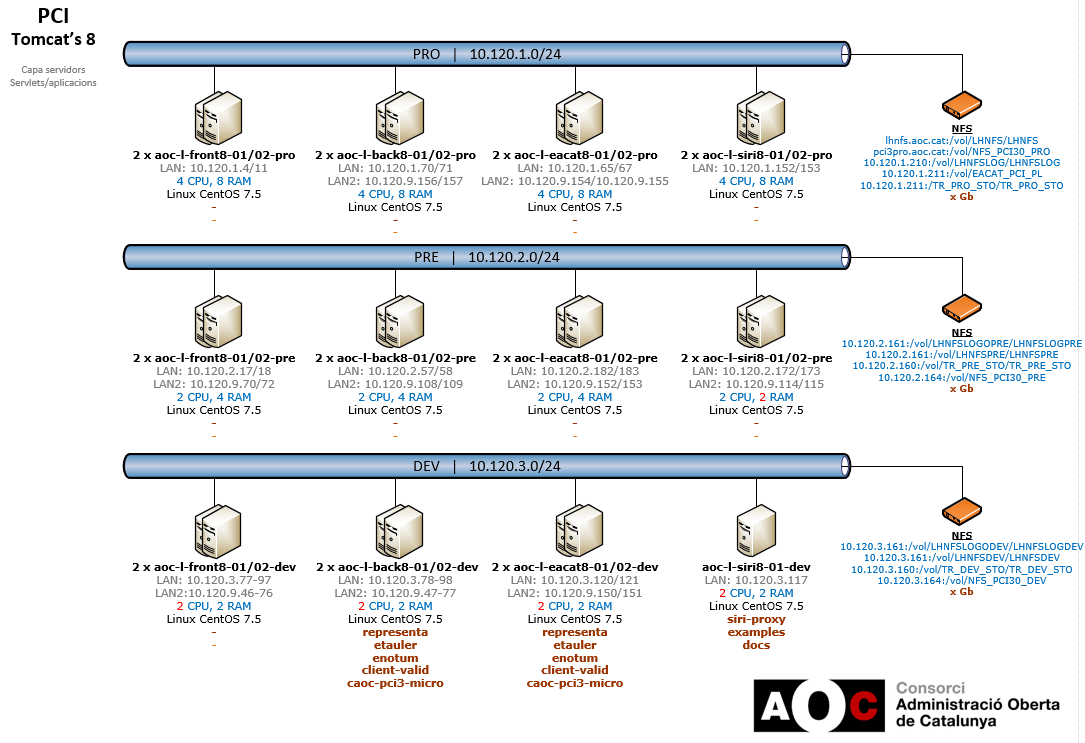 PCI
Tomcat's 8
Capa servidors
Servlets/aplicacions
PRO | 10.120.1.0/24
2 x aoc-l-front8-01/02-pro
LAN: 10.120.1.4/11
4 CPU, 8 RAM
Linux CentOS 7.5
-
-
2 x aoc-l-back8-01/02-pro
LAN: 10.120.1.70/71
LAN2: 10.120.9.156/157
4 CPU, 8 RAM
Linux CentOS 7.5
-
-
2 x aoc-l-eacat8-01/02-pro
LAN: 10.120.1.65/67
LAN2: 10.120.9.154/10.120.9.155
4 CPU, 8 RAM
Linux CentOS 7.5
-
-
2 x aoc-l-siri8-01/02-pro
LAN: 10.120.1.152/153
4 CPU, 8 RAM
Linux CentOS 7.5
-
-
NFS
lhnfs.aoc.cat:/vol/LHNFS/LHNFS
pci3pro.aoc.cat:/vol/NFS_PCI30_PRO
10.120.1.210:/vol/LHNFSLOG/LHNFSLOG
10.120.1.211:/vol/EACAT_PCI_PL
10.120.1.211:/TR_PRO_STO/TR_PRO_STO
x Gb
PRE | 10.120.2.0/24
2 x aoc-l-front8-01/02-pre
LAN: 10.120.2.17/18
LAN2: 10.120.9.70/72
2 CPU, 4 RAM
Linux CentOS 7.5
-
-
2 x aoc-l-back8-01/02-pre
LAN: 10.120.2.57/58
LAN2: 10.120.9.108/109
2 CPU, 4 RAM
Linux CentOS 7.5
-
-
2 x aoc-l-eacat8-01/02-pre
LAN: 10.120.2.182/183
LAN2: 10.120.9.152/153
2 CPU, 4 RAM
Linux CentOS 7.5
-
-
2 x aoc-l-siri8-01/02-pre
LAN: 10.120.2.172/173
LAN2: 10.120.9.114/115
2 CPU, 2 RAM
Linux CentOS 7.5
-
-
NFS
10.120.2.161:/vol/LHNFSLOGOPRE/LHNFSLOGPRE
10.120.2.161:/vol/LHNFSPRE/LHNFSPRE
10.120.2.160:/vol/TR_PRE_STO/TR_PRE_STO
10.120.2.164:/vol/NFS_PCI30_PRE
x Gb
DEV | 10.120.3.0/24
2 x aoc-l-front8-01/02-dev
LAN: 10.120.3.77-97
LAN2:10.120.9.46-76
2 CPU, 2 RAM
Linux CentOS 7.5
-
-
2 x aoc-l-back8-01/02-dev
LAN: 10.120.3.78-98
LAN2: 10.120.9.47-77
2 CPU, 2 RAM
Linux CentOS 7.5
representa
etauler
enotum
client-valid
caoc-pci3-micro
2 x aoc-l-eacat8-01/02-dev
LAN: 10.120.3.120/121
LAN2: 10.120.9.150/151
2 CPU, 2 RAM
Linux CentOS 7.5
representa
etauler
enotum
client-valid
caoc-pci3-micro
aoc-l-siri8-01-dev
LAN: 10.120.3.117
2 CPU, 2 RAM
Linux CentOS 7.5
siri-proxy
examples
docs
NFS
10.120.3.161:/vol/LHNFSLOGODEV/LHNFSLOGDEV
10.120.3.161:/vol/LHNFSDEV/LHNFSDEV
10.120.3.160:/vol/TR_DEV_STO/TR_DEV_STO
10.120.3.164:/vol/NFS_PCI30_DEV
x Gb
AOC
Consorci
Administració Oberta
de Catalunya